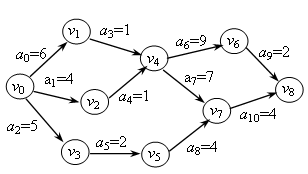 v₁ a₃=1 a₆=9 v₆
a₀=6 v₄ a₉=2
v₀ a₁=4 a₇=7 v₈
v₂ a₄=1 v₇
a₂=5 a₁₀=4
v₃ a₅=2 v₅ a₈=4